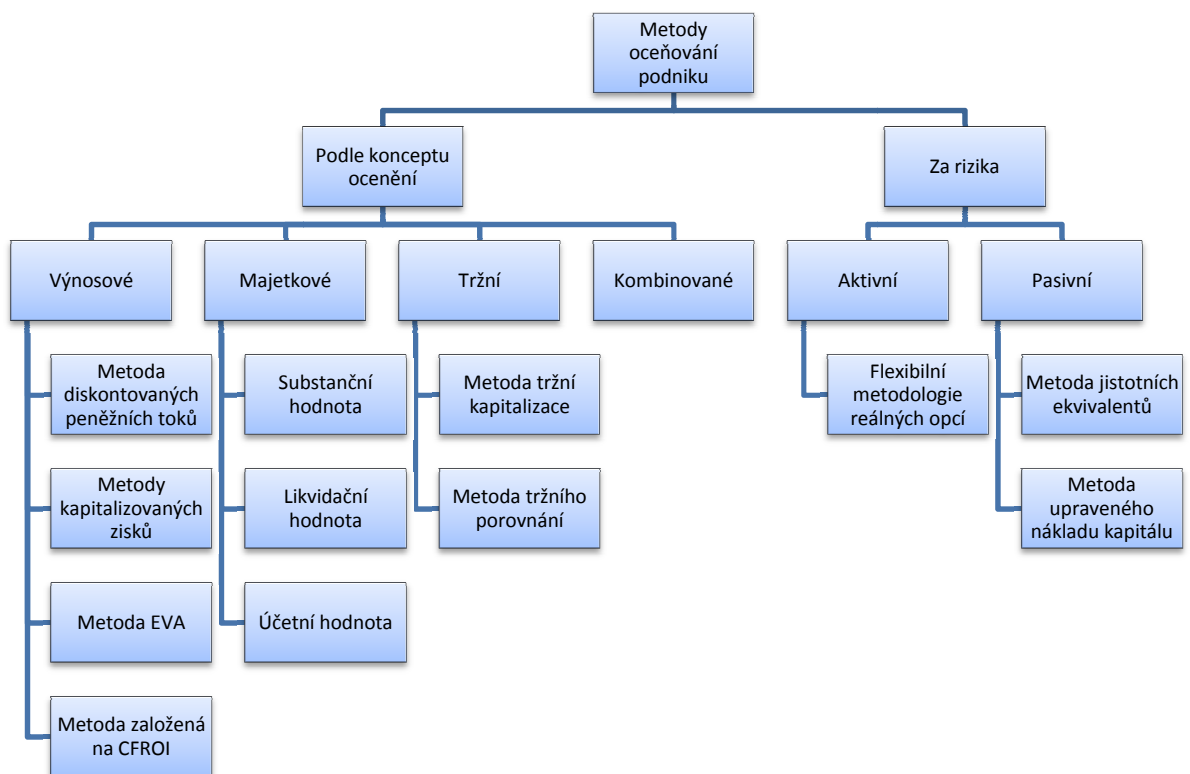 Metody
oceňování
podniku
Podle konceptu
ocenění
Za rizika
Výnosové
Majetkové
Tržní
Kombinované
Aktivní
Pasivní
Metoda
diskontovaných
peněžních toků
Substanční
hodnota
Metoda tržní
kapitalizace
Flexibilní
metodologie
reálných opcí
Metoda jistotních
ekvivalentů
Metody
kapitalizovaných
zisků
Likvidační
hodnota
Metoda tržního
porovnání
Metoda
upraveného
nákladu kapitálu
Metoda EVA
Účetní hodnota
Metoda založená
na CFROI